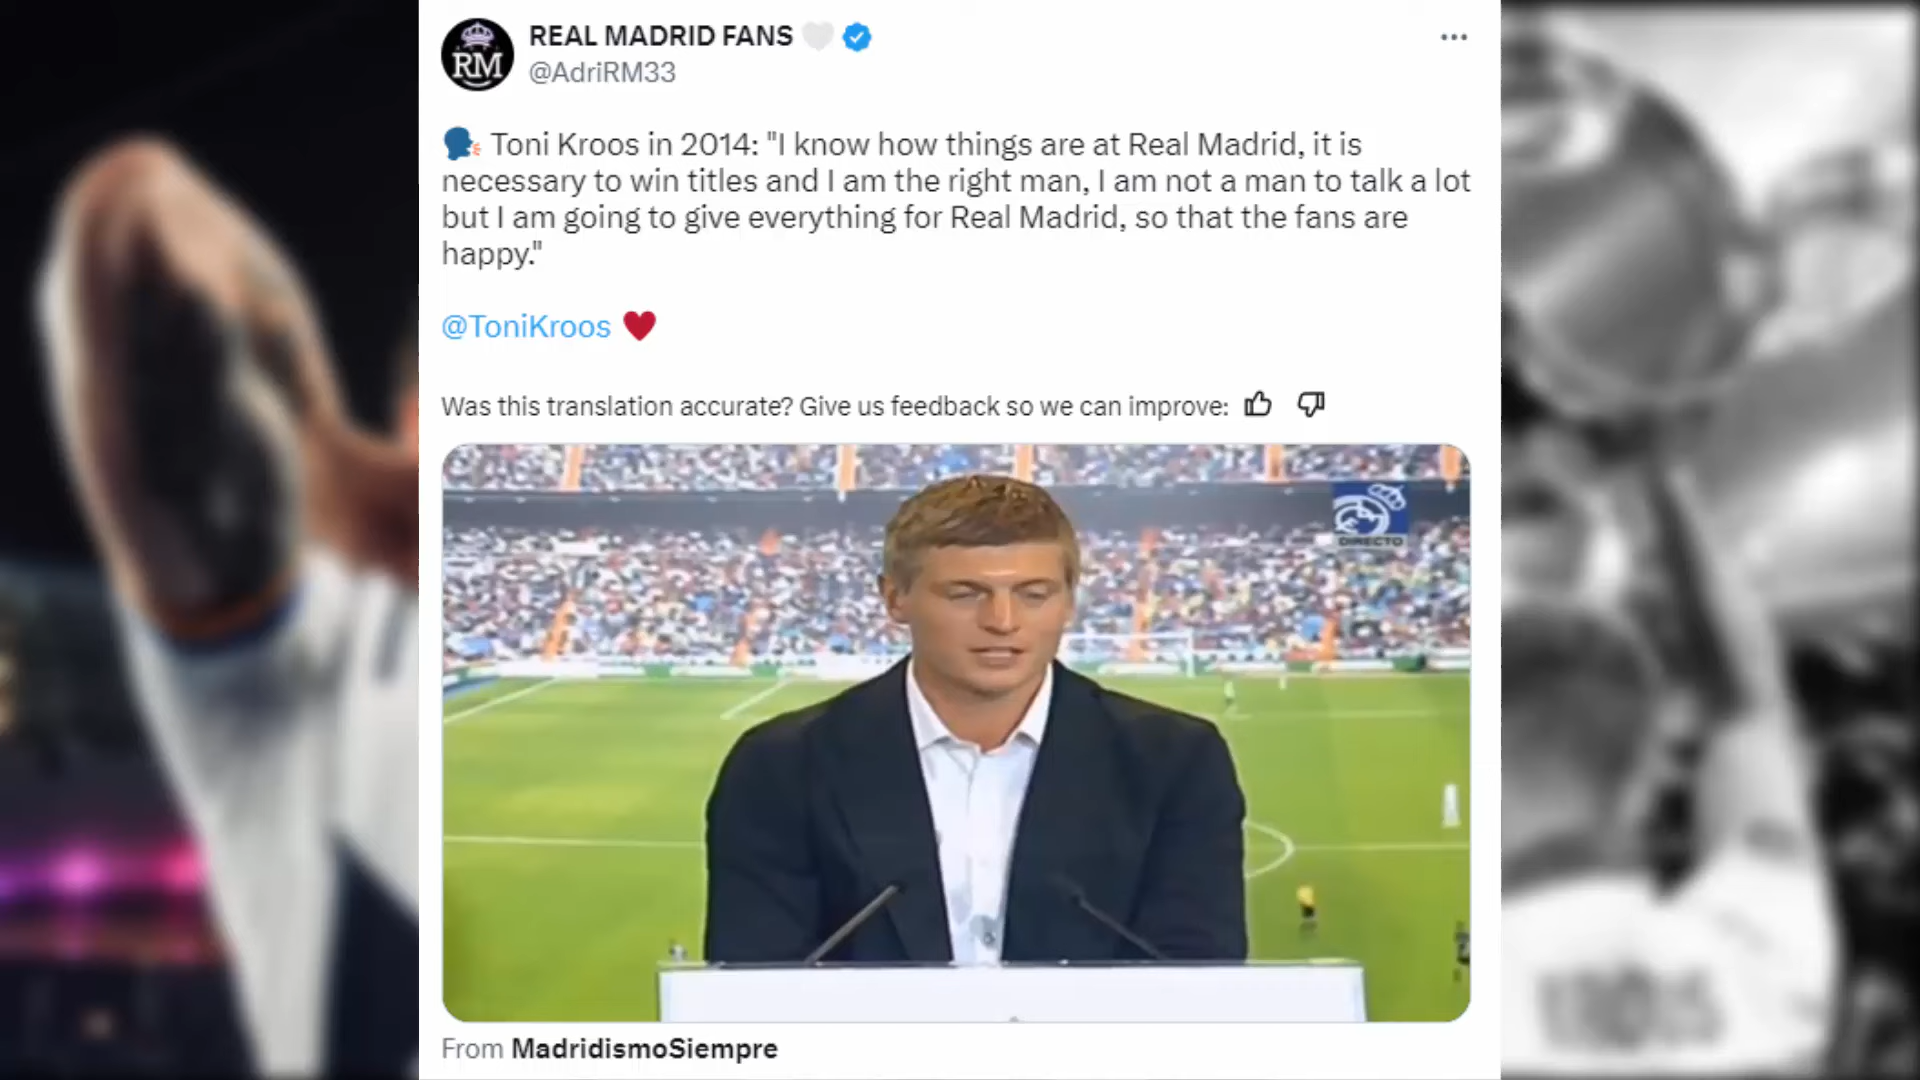 REAL MADRID FANS 🤍
RM
@AdriRM33
🗣️ Toni Kroos in 2014: "I know how things are at Real Madrid, it is
necessary to win titles and I am the right man, I am not a man to talk a lot
but I am going to give everything for Real Madrid, so that the fans are
happy."
@ToniKroos ♥️
Was this translation accurate? Give us feedback so we can improve:
DIRECTO
From MadridismoSiempre